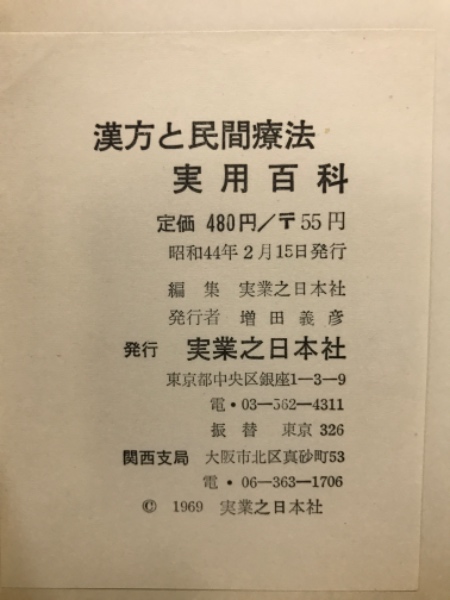 漢方と民間療法
実用百科
定価 480円/〒55円
昭和44年2月15日発行
編集 実業之日本社
発行者 増田義彦
発行 実業之日本社
東京都中央区銀座1―3―9
電・03―562―4311
振替 東京 326
関西支局 大阪市北区真砂町53
電・06―363―1706
© 1969 実業之日本社